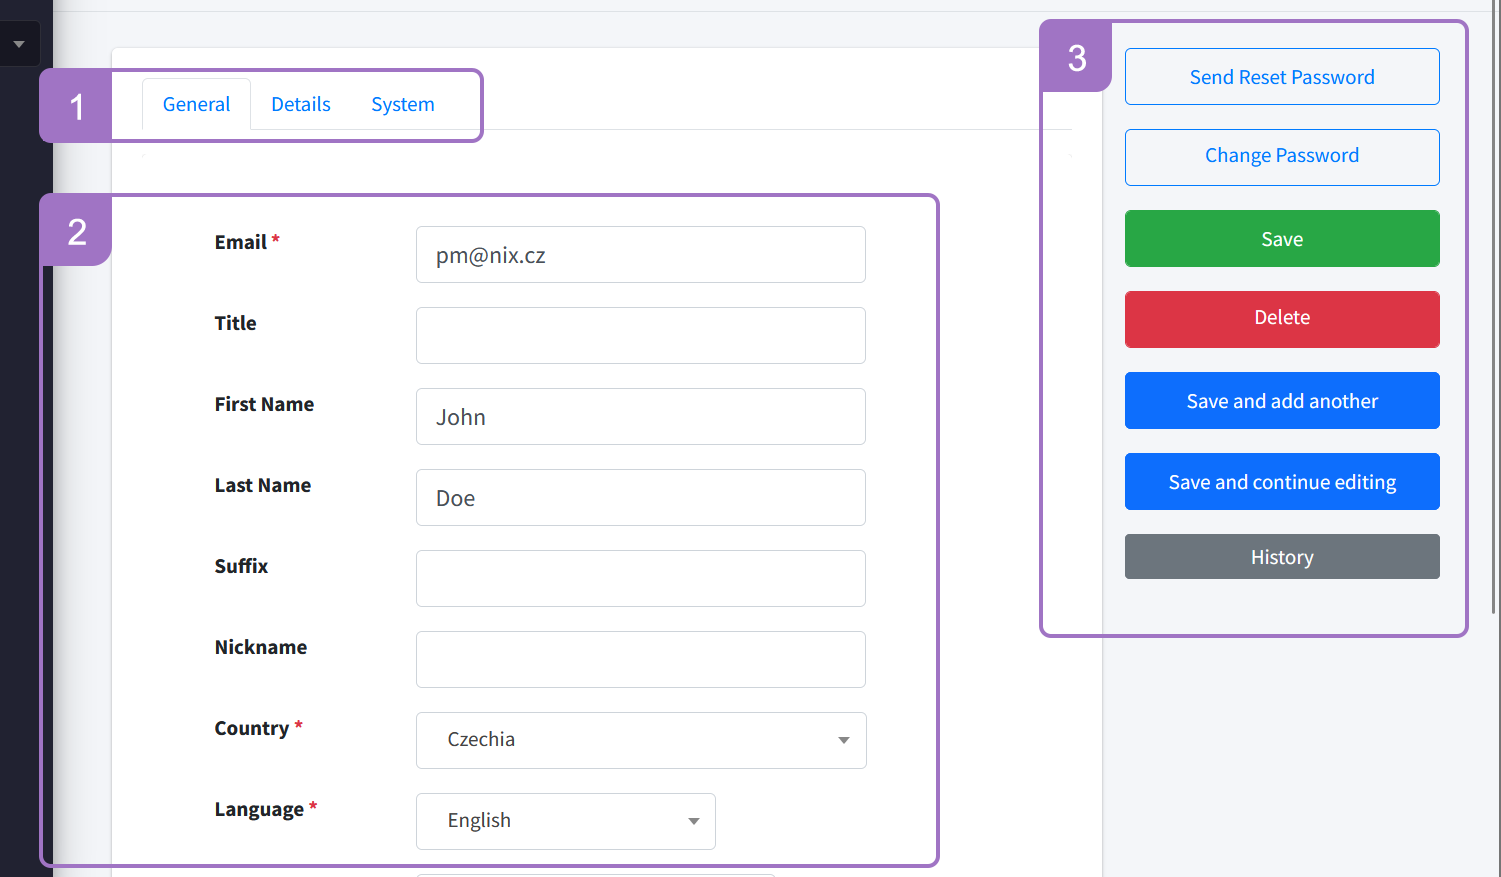 1
General
Details
System
2
Email *
pm@nix.cz
Title
First Name
John
Last Name
Doe
Suffix
Nickname
Country *
Czechia
Language *
English
3
Send Reset Password
Change Password
Save
Delete
Save and add another
Save and continue editing
History